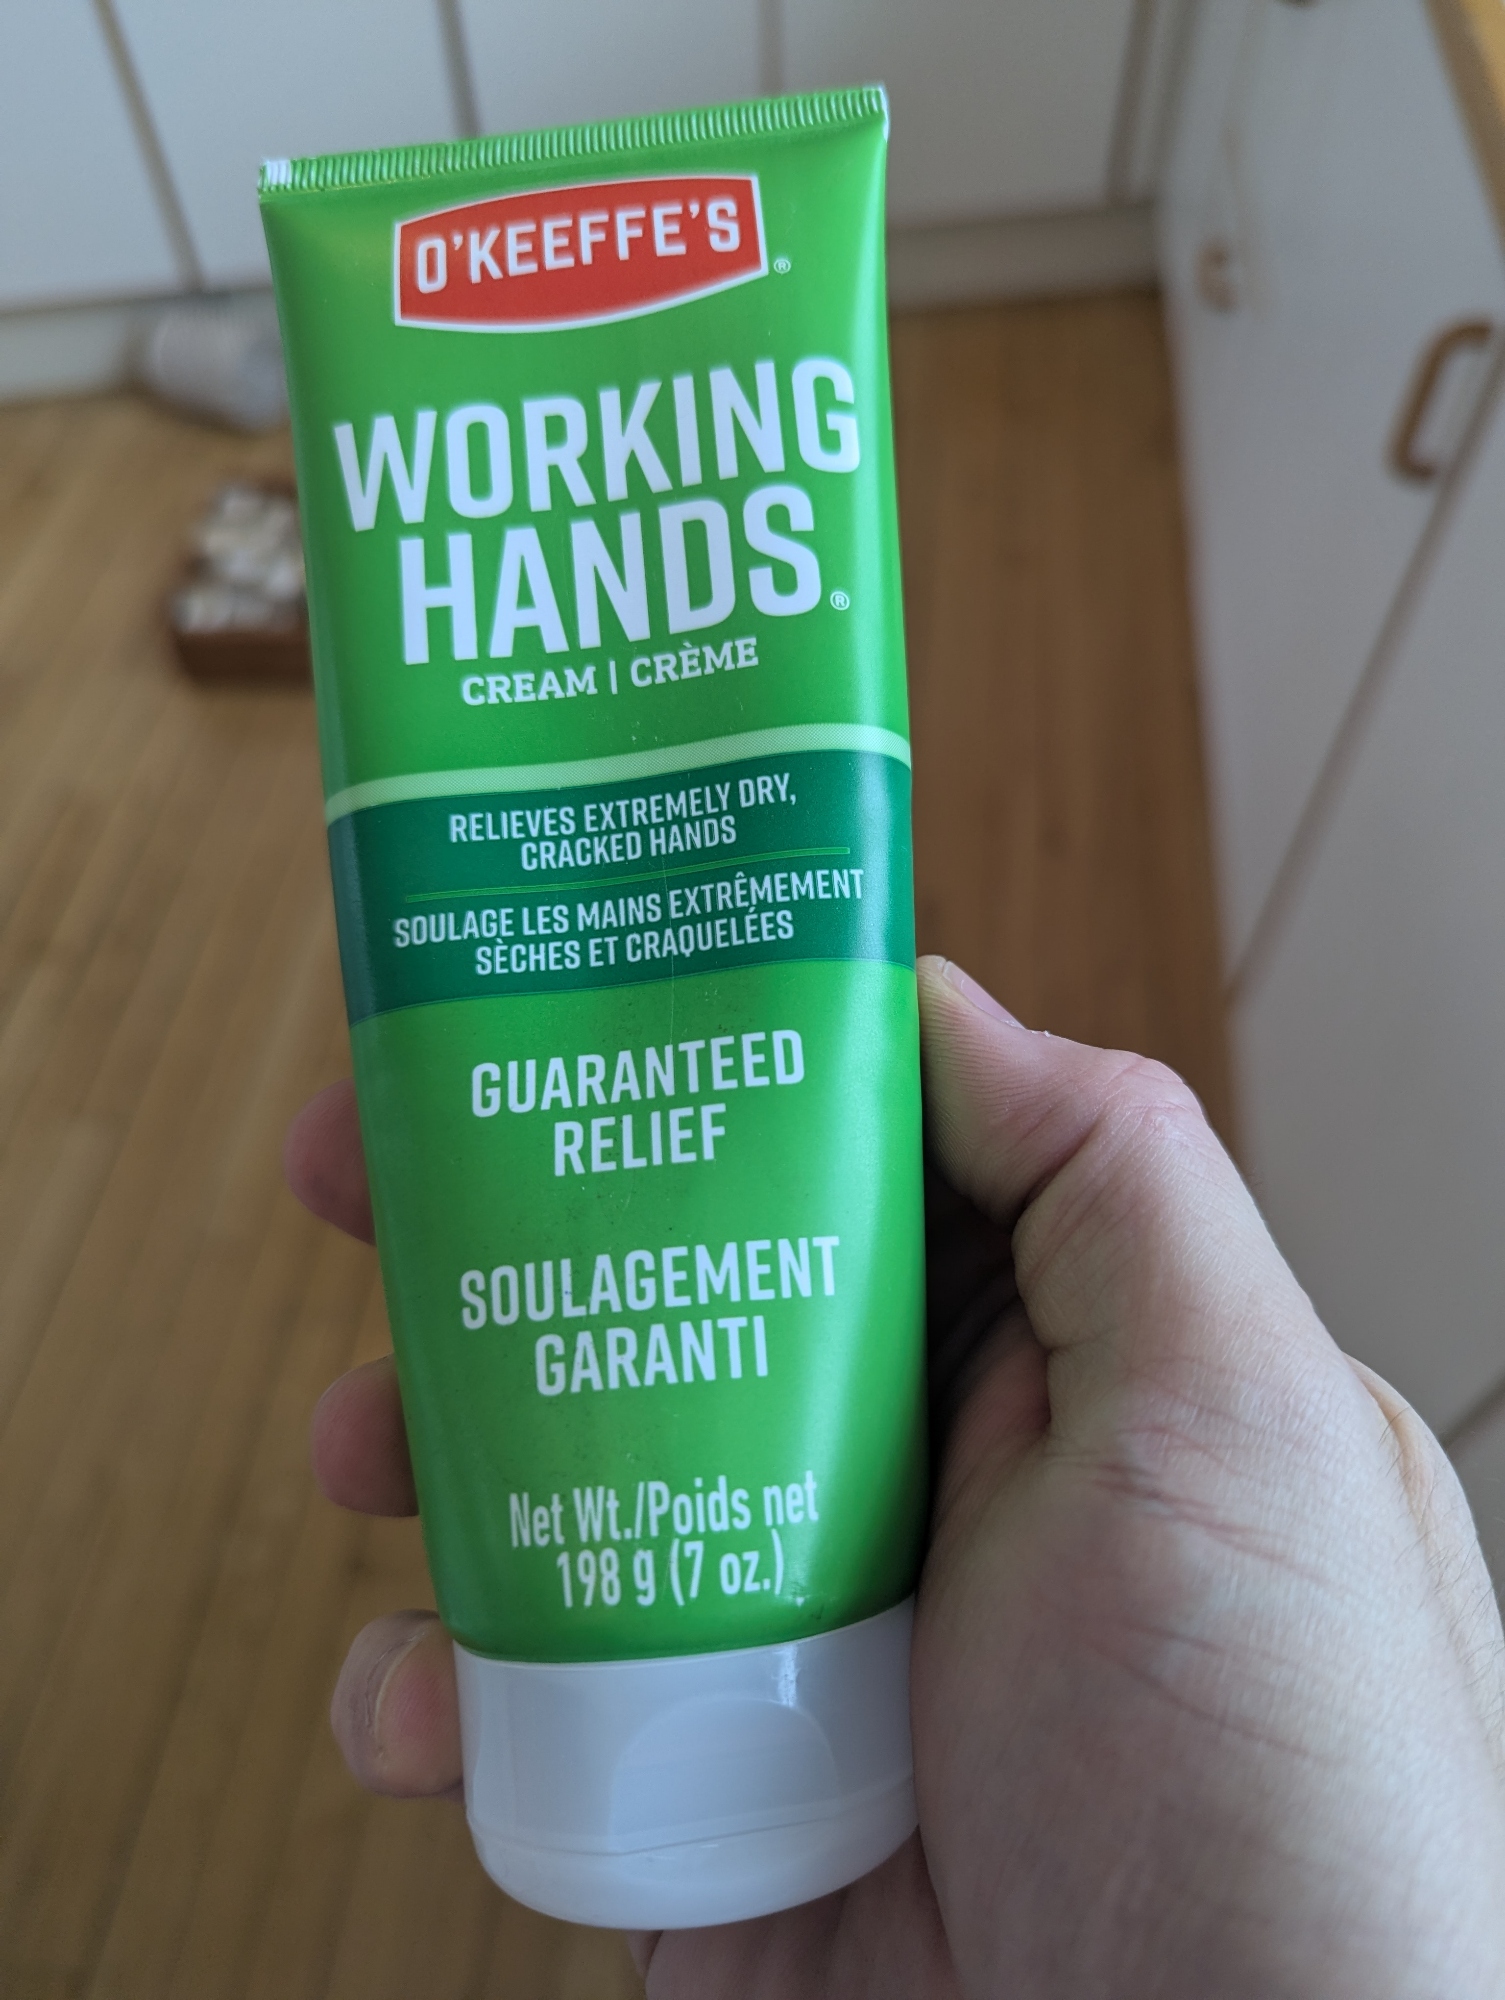 O'KEEFFE'S®
WORKING
HANDS®
CREAM | CRÈME
RELIEVES EXTREMELY DRY,
CRACKED HANDS
SOULAGE LES MAINS EXTRÊMEMENT
SÈCHES ET CRAQUELÉES
GUARANTEED
RELIEF
SOULAGEMENT
GARANTI
Net Wt./Poids net
198 g (7 oz.)